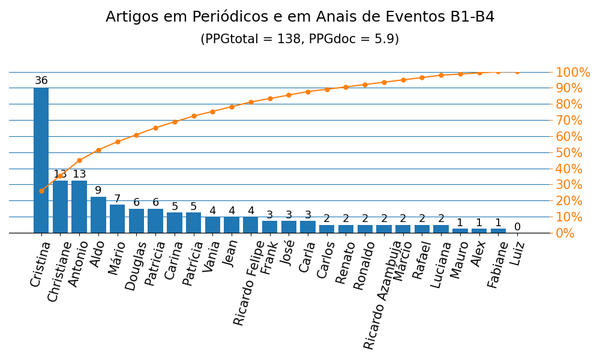 Artigos em Periódicos e em Anais de Eventos B1-B4
(PPGtotal = 138, PPGdoc = 5.9)
36
13
13
9
7
6
6
5
5
4
4
4
3
3
3
2
2
2
2
2
2
2
1
1
1
0
100%
90%
80%
70%
60%
50%
40%
30%
20%
10%
0%
Cristina
Christiane
Antonio
Aldo
Mário
Douglas
Patricia
Carina
Patrícia
Vania
Jean
Ricardo Felipe
Frank
José
Carla
Carlos
Renato
Ronaldo
Ricardo Azambuja
Márcio
Rafael
Luciana
Mauro
Alex
Fabiane
Luiz